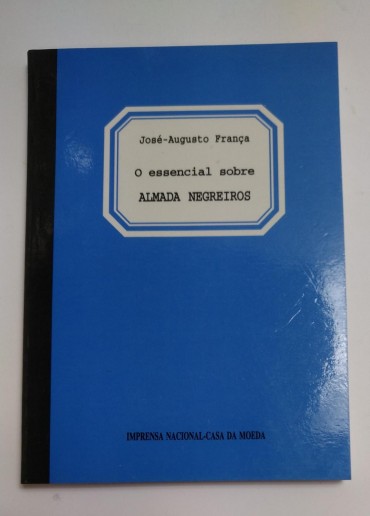 José-Augusto França
O essencial sobre
ALMADA NEGREIROS
IMPRENSA NACIONAL-CASA DA MOEDA